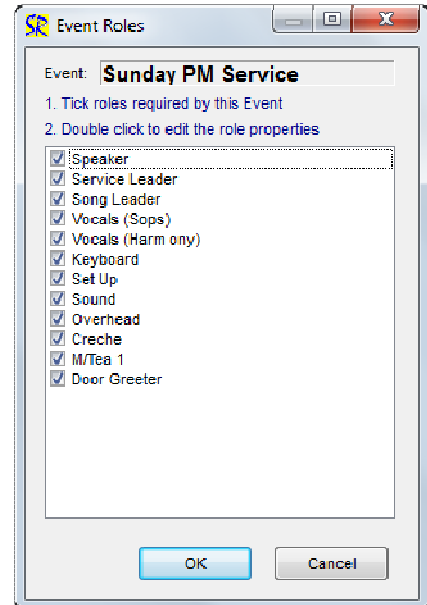 SR Event Roles
Event: Sunday PM Service
1. Tick roles required by this Event
2. Double click to edit the role properties
Speaker
Service Leader
Song Leader
Vocals (Sops)
Vocals (Harmony)
Keyboard
Set Up
Sound
Overhead
Creche
M/Tea 1
Door Greeter
OK Cancel